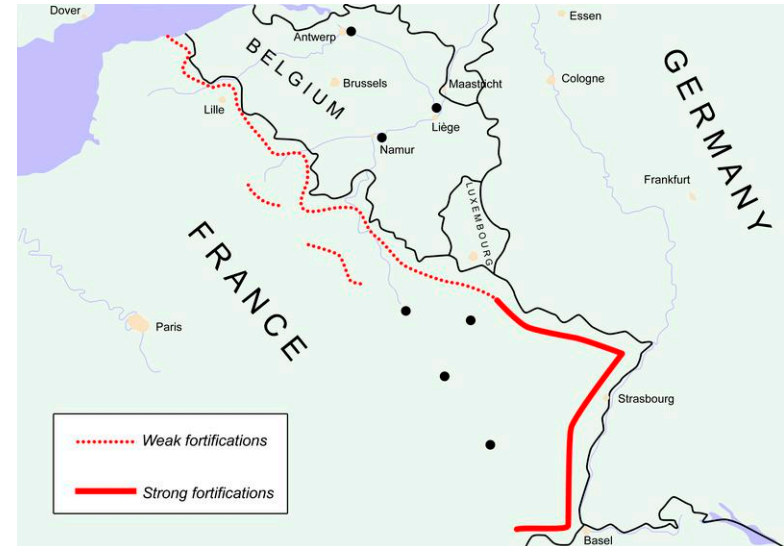 Dover
Essen
Antwerp
BELGIUM
GERMANY
Brussels
Maastricht
Cologne
Lille
Liège
Namur
Frankfurt
LUXEMBOURG
FRANCE
Paris
Strasbourg
Weak fortifications
Strong fortifications
Basel